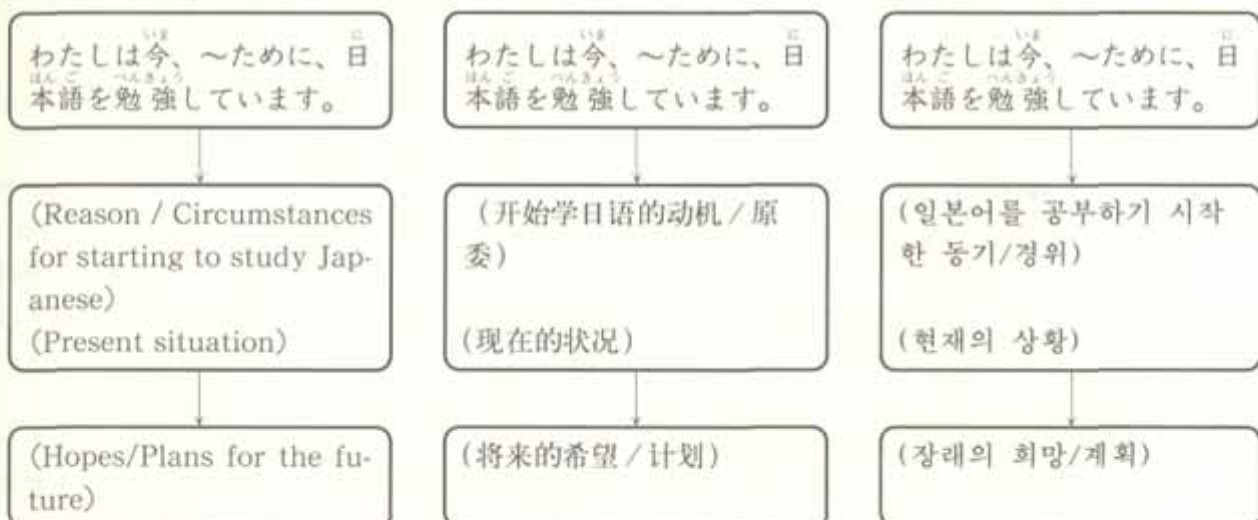 わたしは今、～ために、日
本語を勉強しています。
(Reason / Circumstances
for starting to study Jap-
anese)
(Present situation)
(Hopes/Plans for the fu-
ture)
わたしは今、～ために、日
本語を勉強しています。
(开始学日语的动机／原
委)
(现在的状况)
(将来的希望／计划)
わたしは今、～ために、日
本語を勉強しています。
(일본어를 공부하기 시작
한 동기/경위)
(현재의 상황)
(장래의 희망/계획)